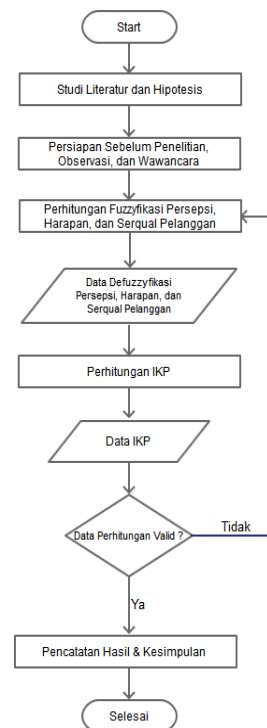 Start
Studi Literatur dan Hipotesis
Persiapan Sebelum Penelitian,
Observasi, dan Wawancara
Perhitungan Fuzzyfikasi Persepsi,
Harapan, dan Serqual Pelanggan
Data Defuzzyfikasi
Persepsi, Harapan, dan
Serqual Pelanggan
Perhitungan IKP
Data IKP
Data Perhitungan Valid ?
Tidak
Ya
Pencatatan Hasil & Kesimpulan
Selesai